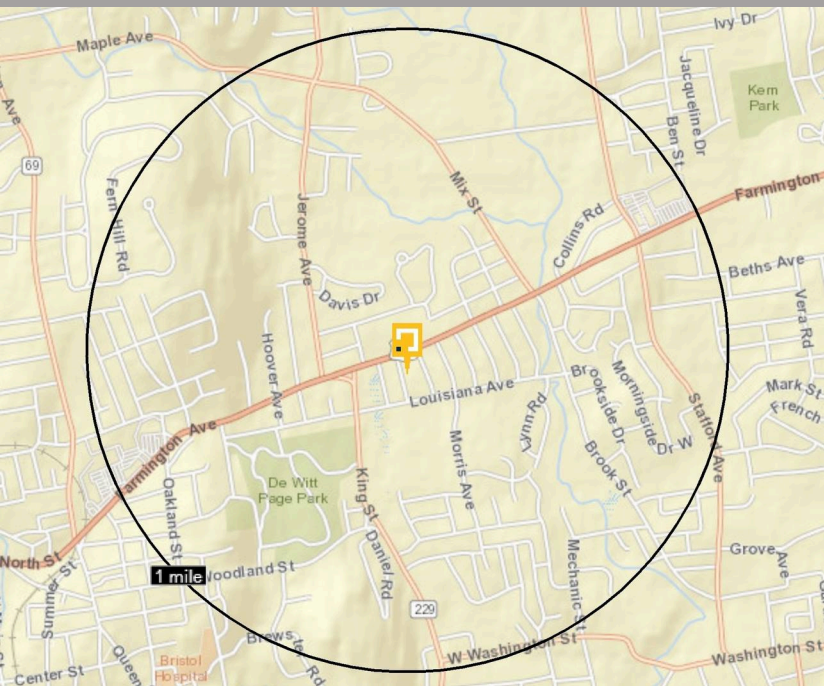 Ivy Dr
Maple Ave
Jacqueline Dr
Kern
Park
Ave
Ben St
69
Mix St
Farmington
Fern Hill Rd
Jerome Ave
Collins Rd
Beths Ave
Davis Dr
Vera Rd
Hoover Ave
Brookside Dr
Morningside
Dr W
Louisiana Ave
Mark St
French
Lynn Rd
Stafford Ave
Farmington Ave
Morris Ave
Brook St
De Witt
Page Park
King St
Oakland St
Daniel Rd
Mechanic St
North St
Grove Ave
1 mile
Woodland St
Summer St
229
Brewster Rd
W Washington St
Washington St
Queen
Bristol
Hospital
Center St